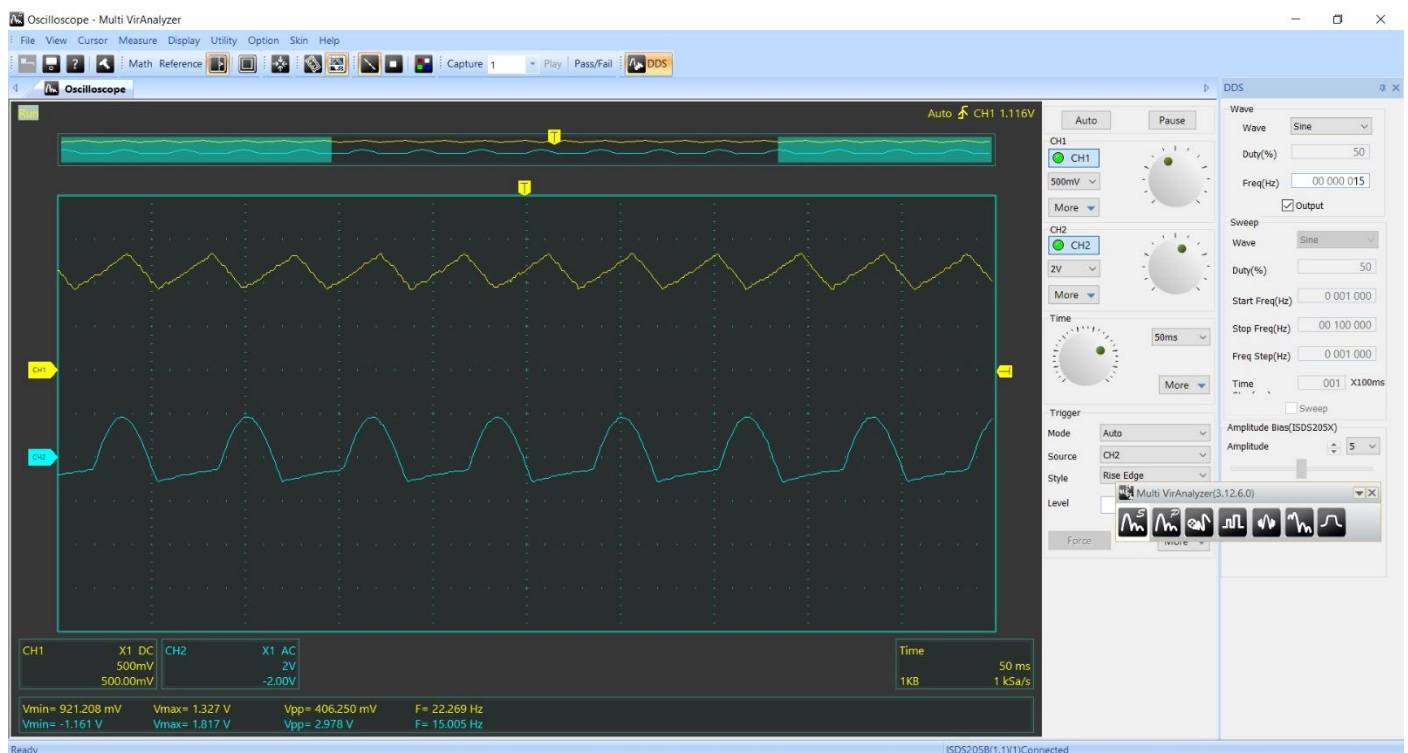 Oscilloscope - Multi VirAnalyzer
File View Cursor Measure Display Utility Option Skin Help
Math Reference Capture 1 Play Pass/Fail DDS
Oscilloscope
DDS
Run
Auto CH1 1.116V
T
T
CH1
CH2
Auto Pause
CH1
CH1
500mV
More
CH2
CH2
2V
More
Time
50ms
More
Trigger
Mode Auto
Source CH2
Style Rise Edge
Level
Force More
Wave
Wave Sine
Duty(%) 50
Freq(Hz) 00 000 015
Output
Sweep
Wave Sine
Duty(%) 50
Start Freq(Hz) 0 001 000
Stop Freq(Hz) 00 100 000
Freq Step(Hz) 0 001 000
Time 001 X100ms
Sweep
Amplitude Bias(ISDS205X)
Amplitude 5
Multi VirAnalyzer(3.12.6.0)
S P
CH1 X1 DC
500mV
500.00mV
CH2 X1 AC
2V
-2.00V
Time
50 ms
1KB 1 kSa/s
Vmin= 921.208 mV Vmax= 1.327 V Vpp= 406.250 mV F= 22.269 Hz
Vmin= -1.161 V Vmax= 1.817 V Vpp= 2.978 V F= 15.005 Hz
Ready
ISDS205B(1.1)(1)Connected